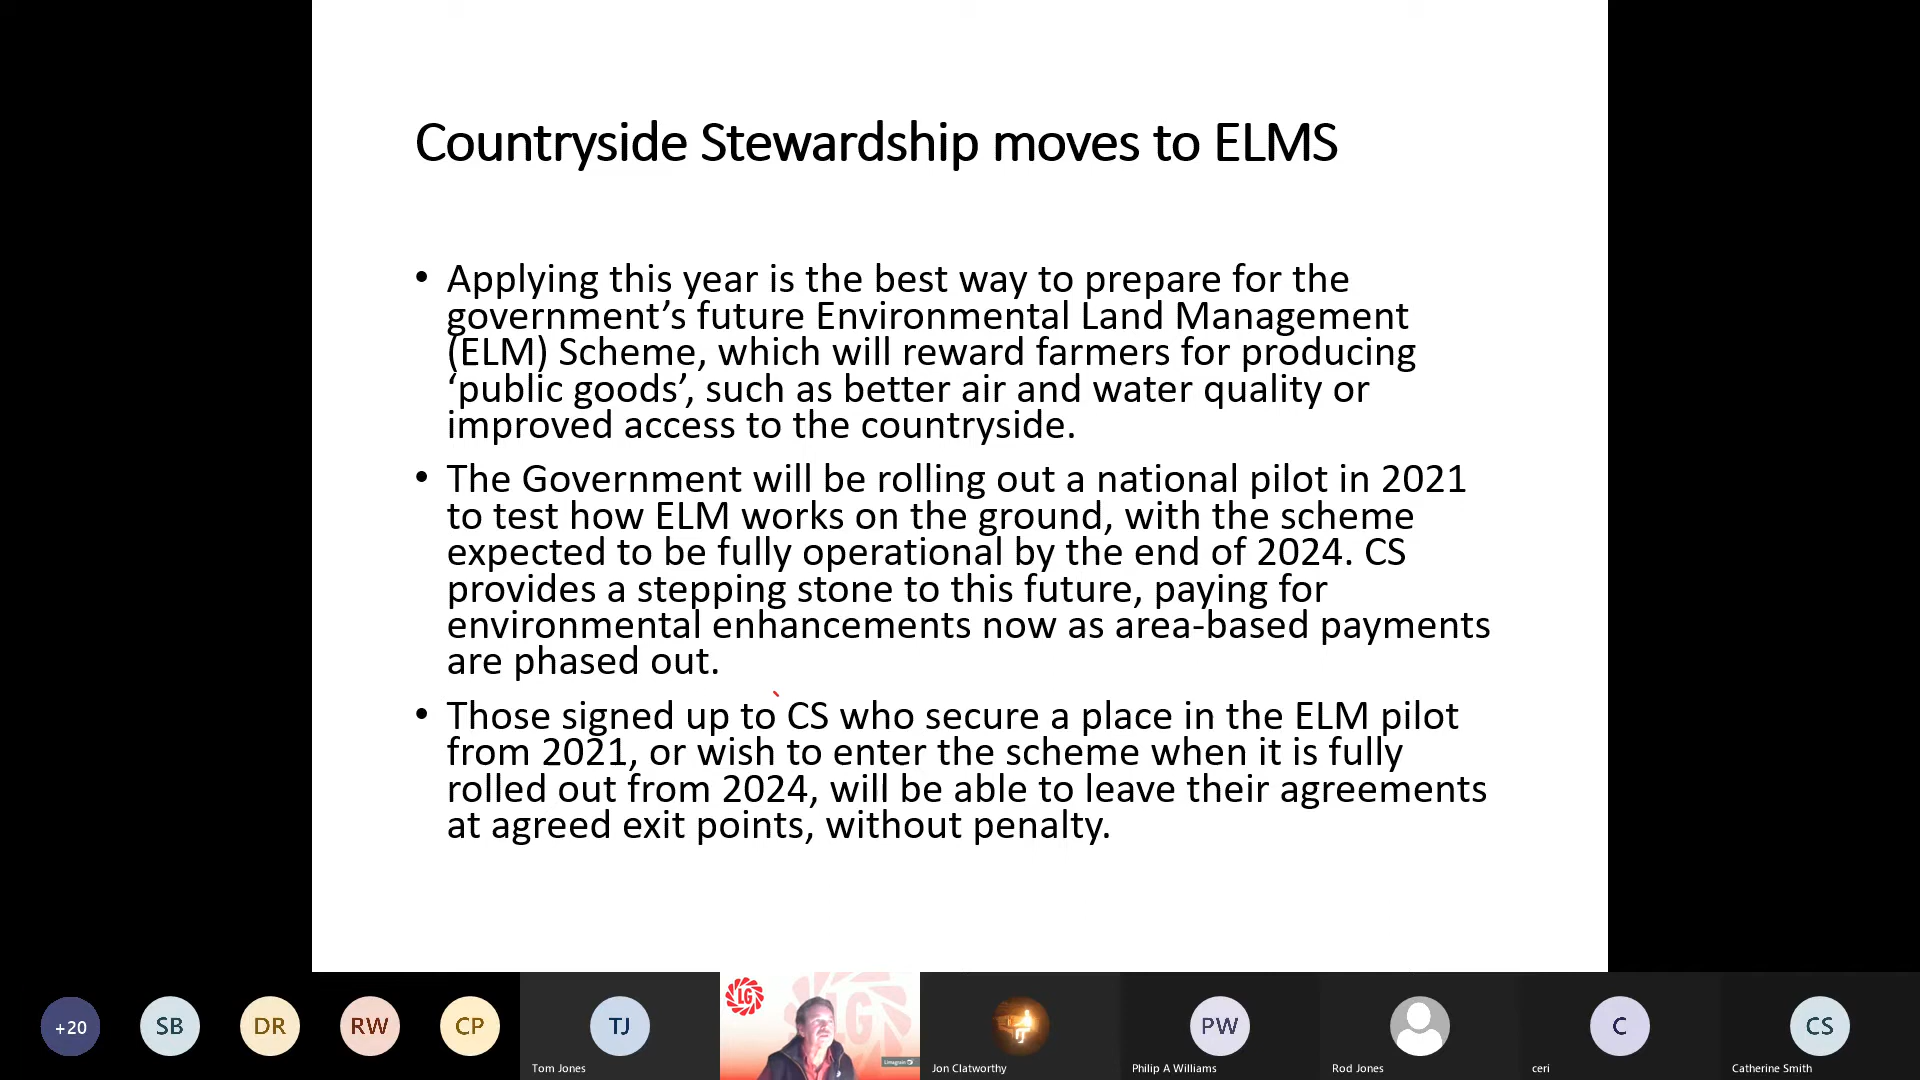 Countryside Stewardship moves to ELMS
• Applying this year is the best way to prepare for the
government’s future Environmental Land Management
(ELM) Scheme, which will reward farmers for producing
‘public goods’, such as better air and water quality or
improved access to the countryside.
• The Government will be rolling out a national pilot in 2021
to test how ELM works on the ground, with the scheme
expected to be fully operational by the end of 2024. CS
provides a stepping stone to this future, paying for
environmental enhancements now as area-based payments
are phased out.
• Those signed up to CS who secure a place in the ELM pilot
from 2021, or wish to enter the scheme when it is fully
rolled out from 2024, will be able to leave their agreements
at agreed exit points, without penalty.
+20
SB
DR
RW
CP
TJ
LG
PW
C
CS
Tom Jones
Limagrain
Jon Clatworthy
Philip A Williams
Rod Jones
ceri
Catherine Smith